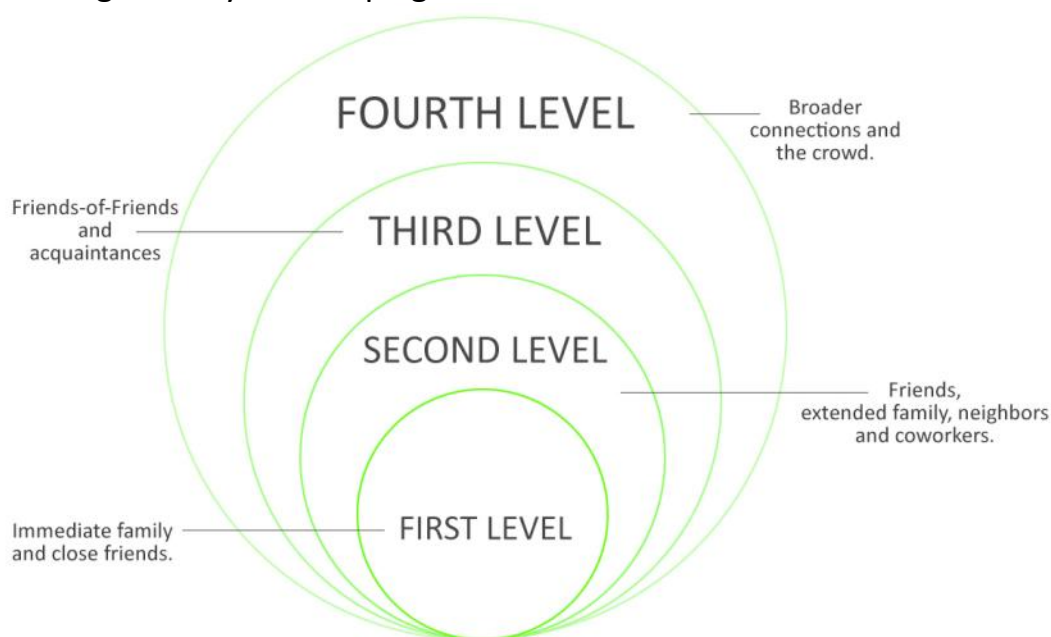 FOURTH LEVEL
Broader
connections and
the crowd.
Friends-of-Friends
and
acquaintances
THIRD LEVEL
SECOND LEVEL
Friends,
extended family, neighbors
and coworkers.
Immediate family
and close friends.
FIRST LEVEL